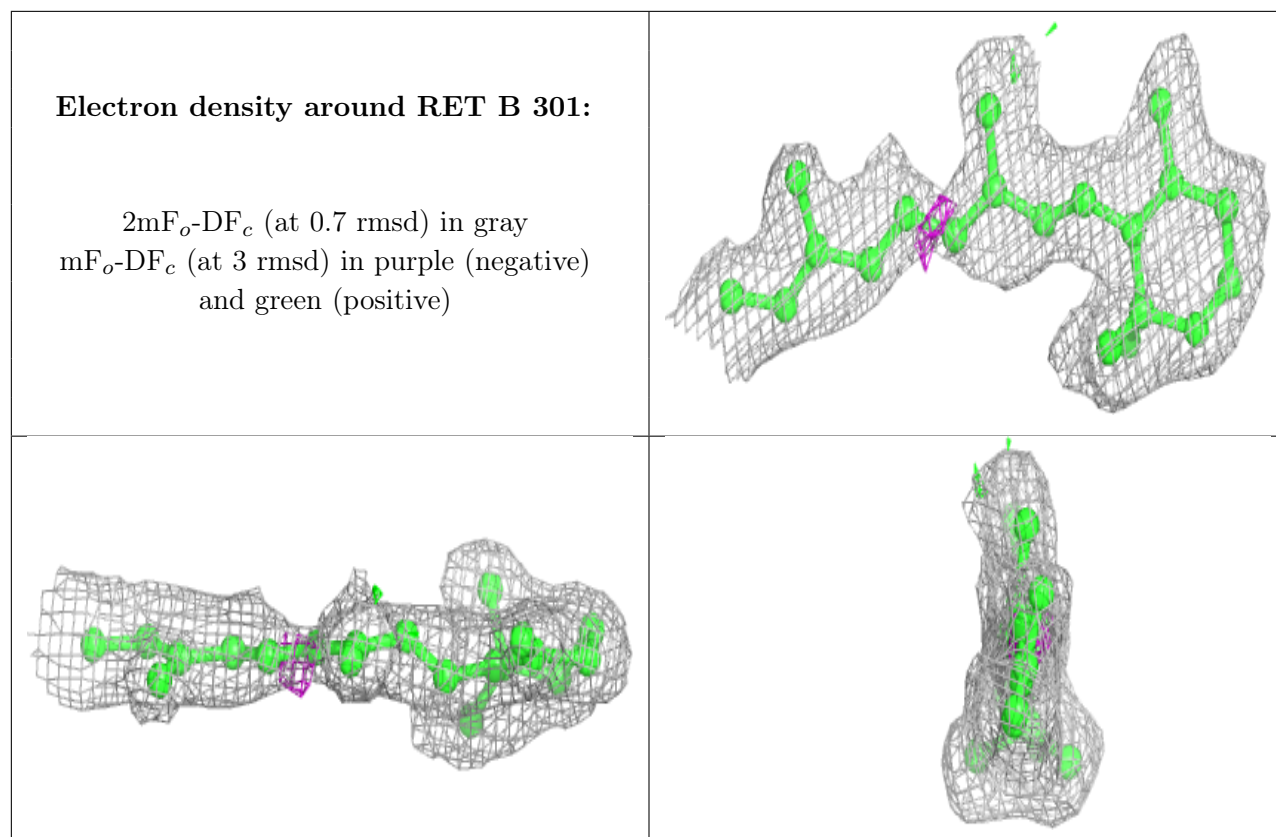 Electron density around RET B 301:
2mFo-DFc (at 0.7 rmsd) in gray
mFo-DFc (at 3 rmsd) in purple (negative)
and green (positive)